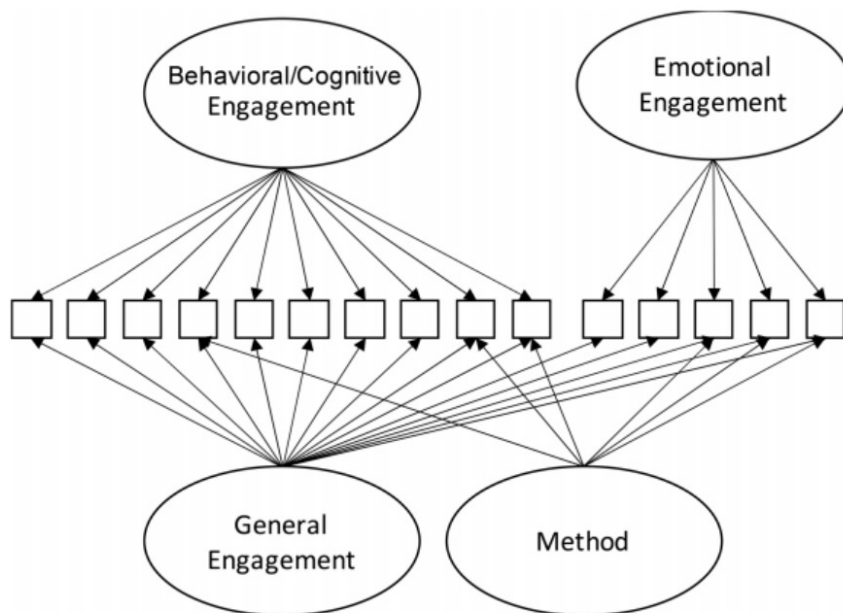 Behavioral/Cognitive
Engagement
Emotional
Engagement
General
Engagement
Method